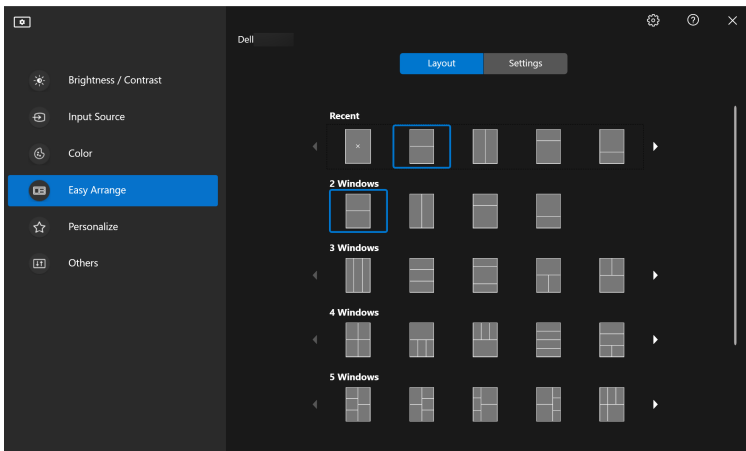 Dell
Layout
Settings
Brightness / Contrast
Input Source
Color
Easy Arrange
Personalize
Others
Recent
2 Windows
3 Windows
4 Windows
5 Windows